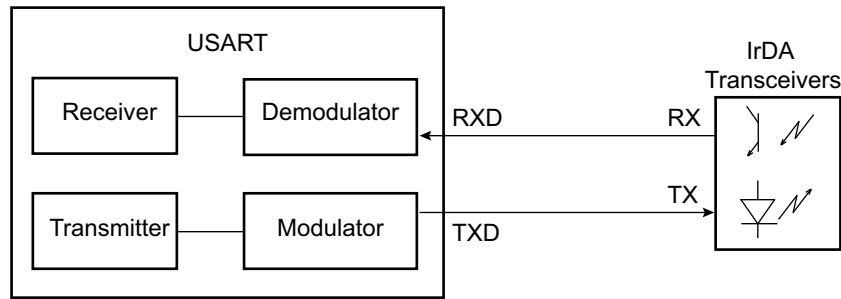 USART
IrDA
Transceivers
Receiver
Demodulator
RXD
RX
TX
Transmitter
Modulator
TXD